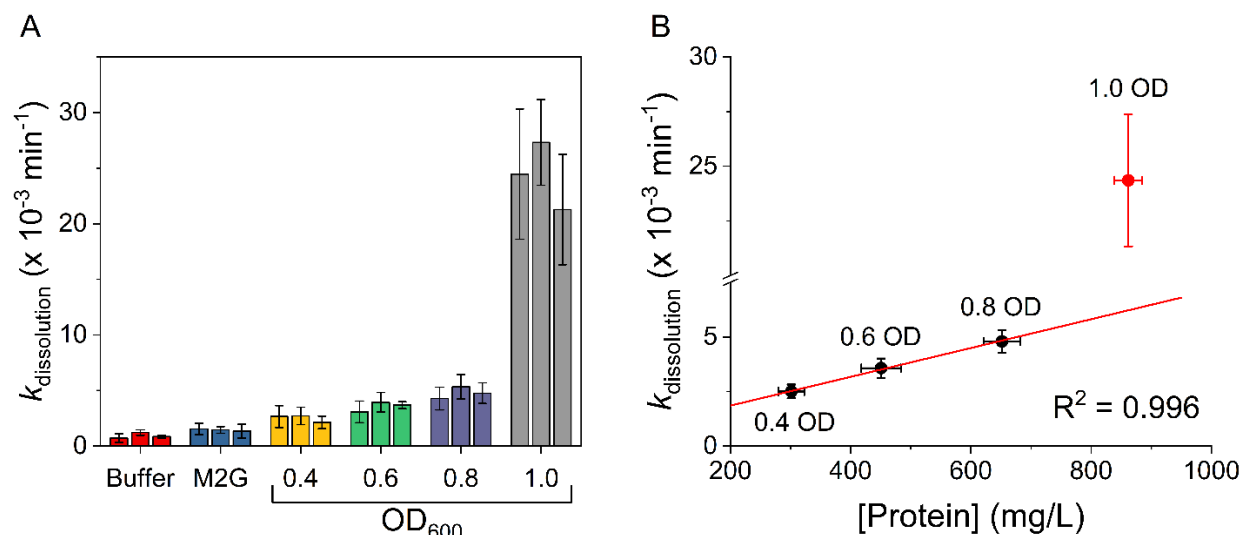 A
k_dissolution (x 10^-3 min^-1)
30
20
10
0
Buffer M2G 0.4 0.6 0.8 1.0
OD_600
B
k_dissolution (x 10^-3 min^-1)
30
25
5
0
1.0 OD
0.8 OD
0.6 OD
0.4 OD
R^2 = 0.996
200 400 600 800 1000
[Protein] (mg/L)